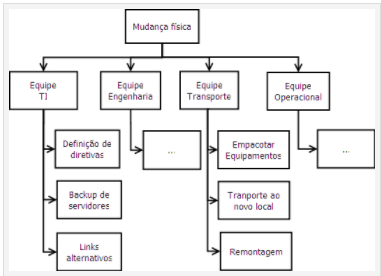 Mudança física
Equipe
TI
Equipe
Engenharia
Equipe
Transporte
Equipe
Operacional
Definição de
diretivas
...
Empacotar
Equipamentos
...
Backup de
servidores
Tranporte ao
novo local
Links
alternativos
Remontagem